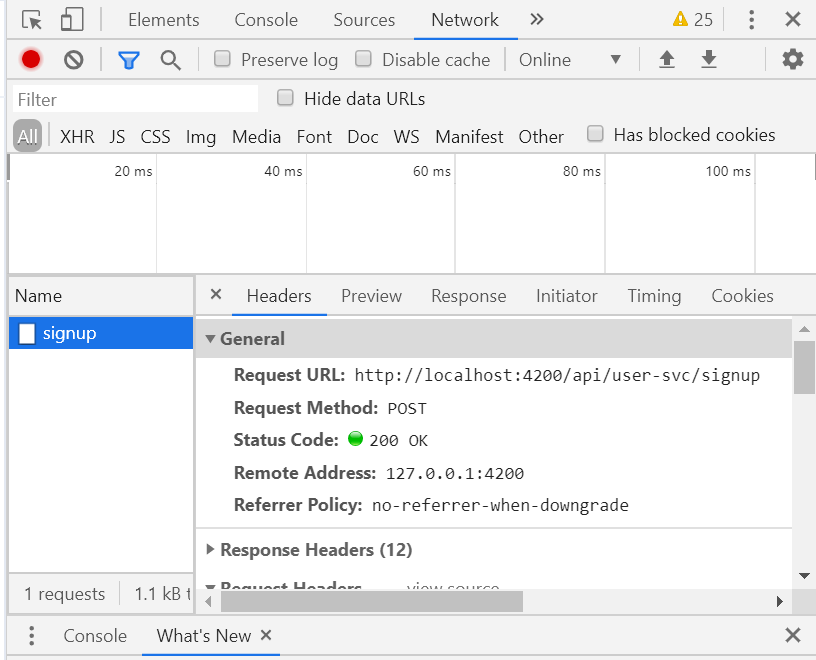 Elements Console Sources Network 25
Preserve log Disable cache Online
Filter Hide data URLs
All XHR JS CSS Img Media Font Doc WS Manifest Other Has blocked cookies
20 ms 40 ms 60 ms 80 ms 100 ms
Name Headers Preview Response Initiator Timing Cookies
signup General
Request URL: http://localhost:4200/api/user-svc/signup
Request Method: POST
Status Code: 200 OK
Remote Address: 127.0.0.1:4200
Referrer Policy: no-referrer-when-downgrade
Response Headers (12)
Request Headers view source
1 requests 1.1 kB t
Console What's New